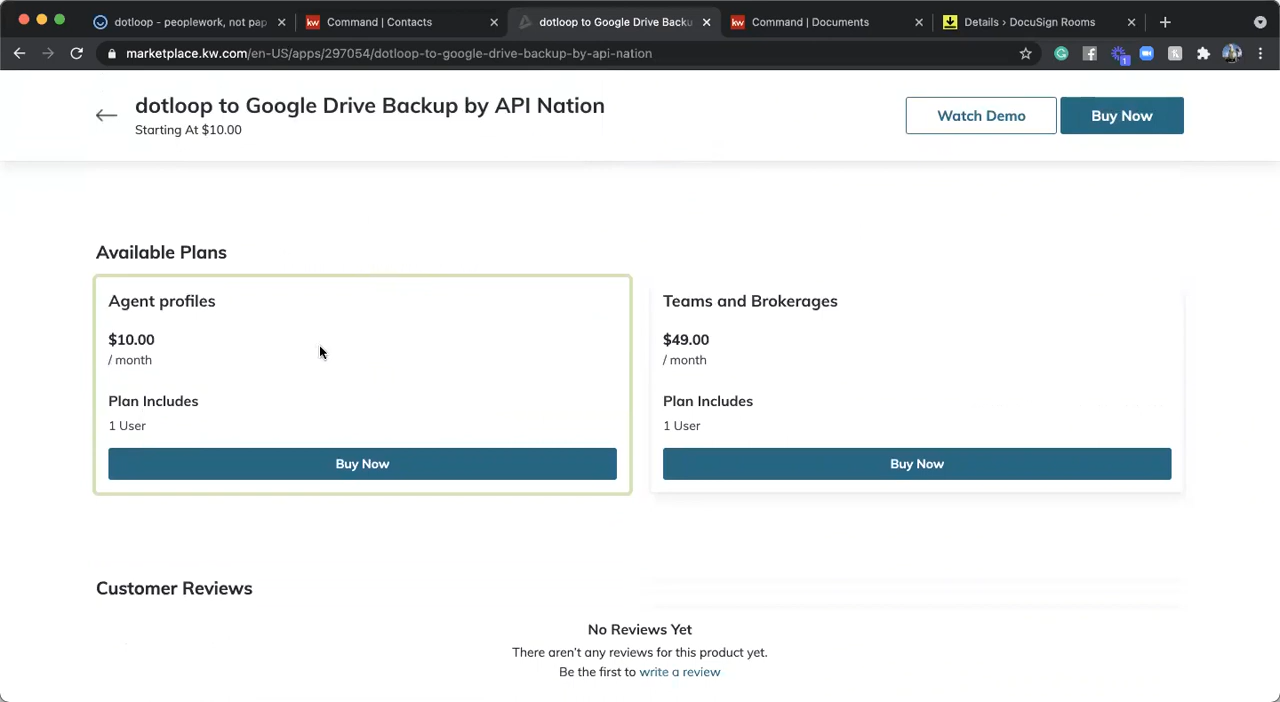 dotloop - peoplework, not pap
kw Command | Contacts
dotloop to Google Drive Backu
kw Command | Documents
Details › DocuSign Rooms
marketplace.kw.com/en-US/apps/297054/dotloop-to-google-drive-backup-by-api-nation
1
dotloop to Google Drive Backup by API Nation
Starting At $10.00
Watch Demo
Buy Now
Available Plans
Agent profiles
$10.00
/ month
Plan Includes
1 User
Buy Now
Teams and Brokerages
$49.00
/ month
Plan Includes
1 User
Buy Now
Customer Reviews
No Reviews Yet
There aren't any reviews for this product yet.
Be the first to write a review